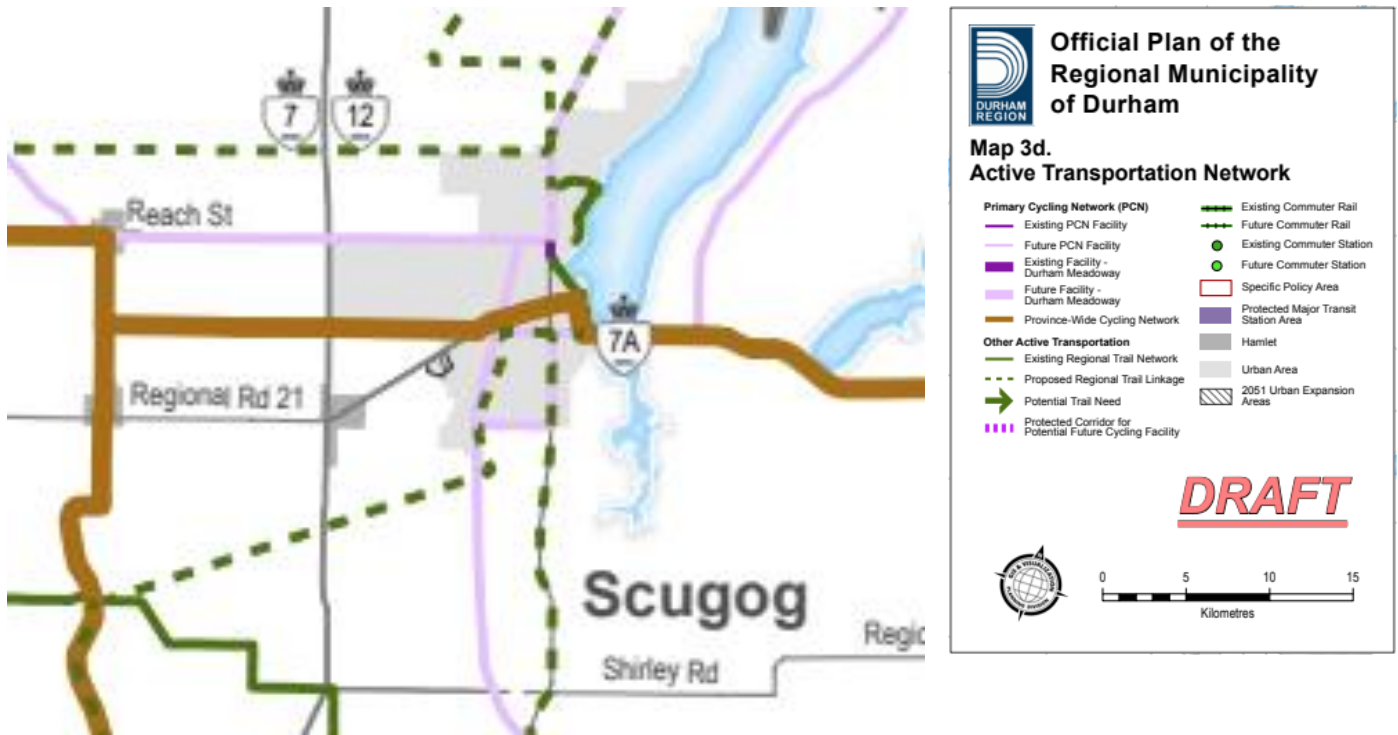 7
12
Reach St
7A
Regional Rd 21
Scugog
Regio
Shirley Rd
DURHAM
REGION
Official Plan of the
Regional Municipality
of Durham
Map 3d.
Active Transportation Network
Primary Cycling Network (PCN)
Existing PCN Facility
Future PCN Facility
Existing Facility -
Durham Meadoway
Future Facility -
Durham Meadoway
Province-Wide Cycling Network
Other Active Transportation
Existing Regional Trail Network
Proposed Regional Trail Linkage
Potential Trail Need
Protected Corridor for
Potential Future Cycling Facility
Existing Commuter Rail
Future Commuter Rail
Existing Commuter Station
Future Commuter Station
Specific Policy Area
Protected Major Transit
Station Area
Hamlet
Urban Area
2051 Urban Expansion
Areas
DRAFT
GIS & VISUALIZATION
PLANNING DIVISION
0 5 10 15
Kilometres